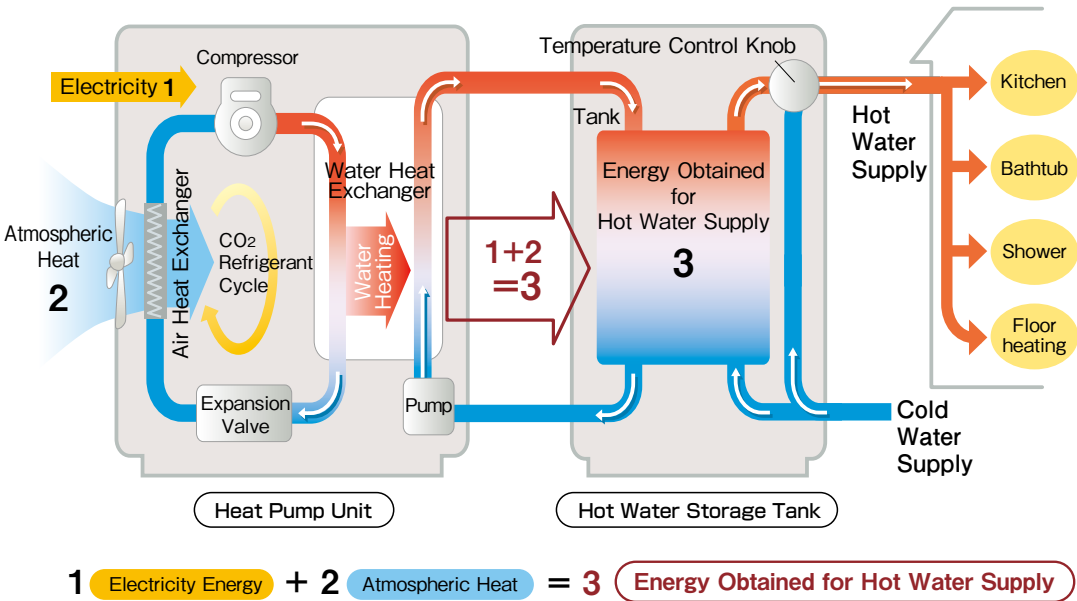 Compressor
Electricity 1
Temperature Control Knob
Tank
Hot
Water
Supply
Kitchen
Bathtub
Shower
Floor
heating
Water Heat
Exchanger
Energy Obtained
for
Hot Water Supply
3
Atmospheric
Heat
2
Air Heat Exchanger
CO2
Refrigerant
Cycle
Water
Heating
1+2
=3
Expansion
Valve
Pump
Cold
Water
Supply
Heat Pump Unit
Hot Water Storage Tank
1 Electricity Energy + 2 Atmospheric Heat = 3 Energy Obtained for Hot Water Supply